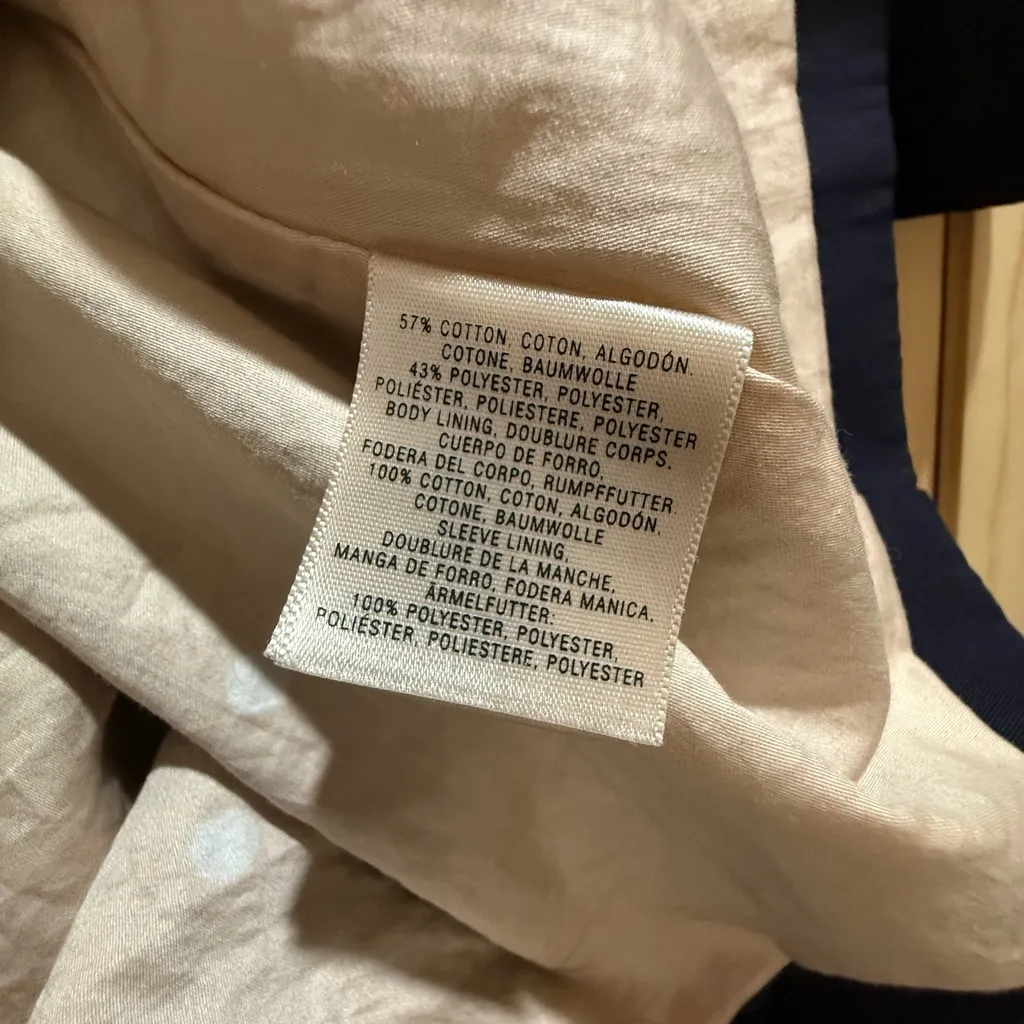 57% COTTON, COTON, ALGODÓN,
COTONE, BAUMWOLLE
43% POLYESTER, POLYESTER,
POLIÉSTER, POLIESTERE, POLYESTER
BODY LINING, DOUBLURE CORPS,
CUERPO DE FORRO,
FODERA DEL CORPO, RUMPFFUTTER:
100% COTTON, COTON, ALGODÓN,
COTONE, BAUMWOLLE
SLEEVE LINING,
DOUBLURE DE LA MANCHE,
MANGA DE FORRO, FODERA MANICA,
ÄRMELFUTTER:
100% POLYESTER, POLYESTER,
POLIÉSTER, POLIESTERE, POLYESTER